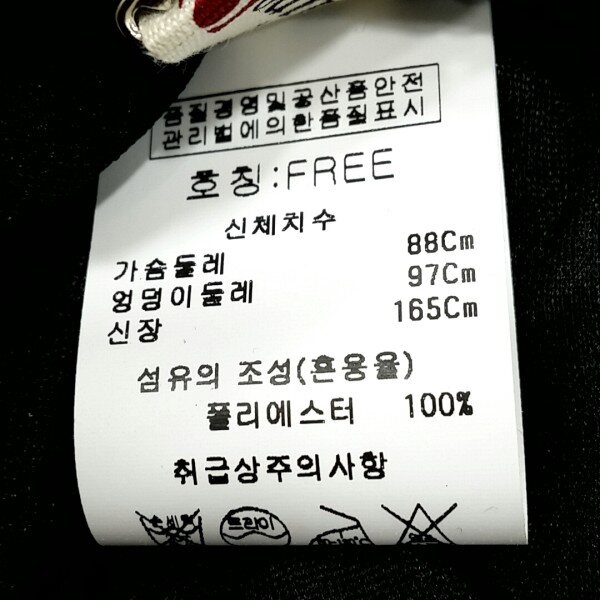 품질경영및공산품안전
관리법에의한품질표시
호칭:FREE
신체치수
가슴둘레 88Cm
엉덩이둘레 97Cm
신장 165Cm
섬유의 조성(혼용율)
폴리에스터 100%
취급상주의사항
손세탁 드라이